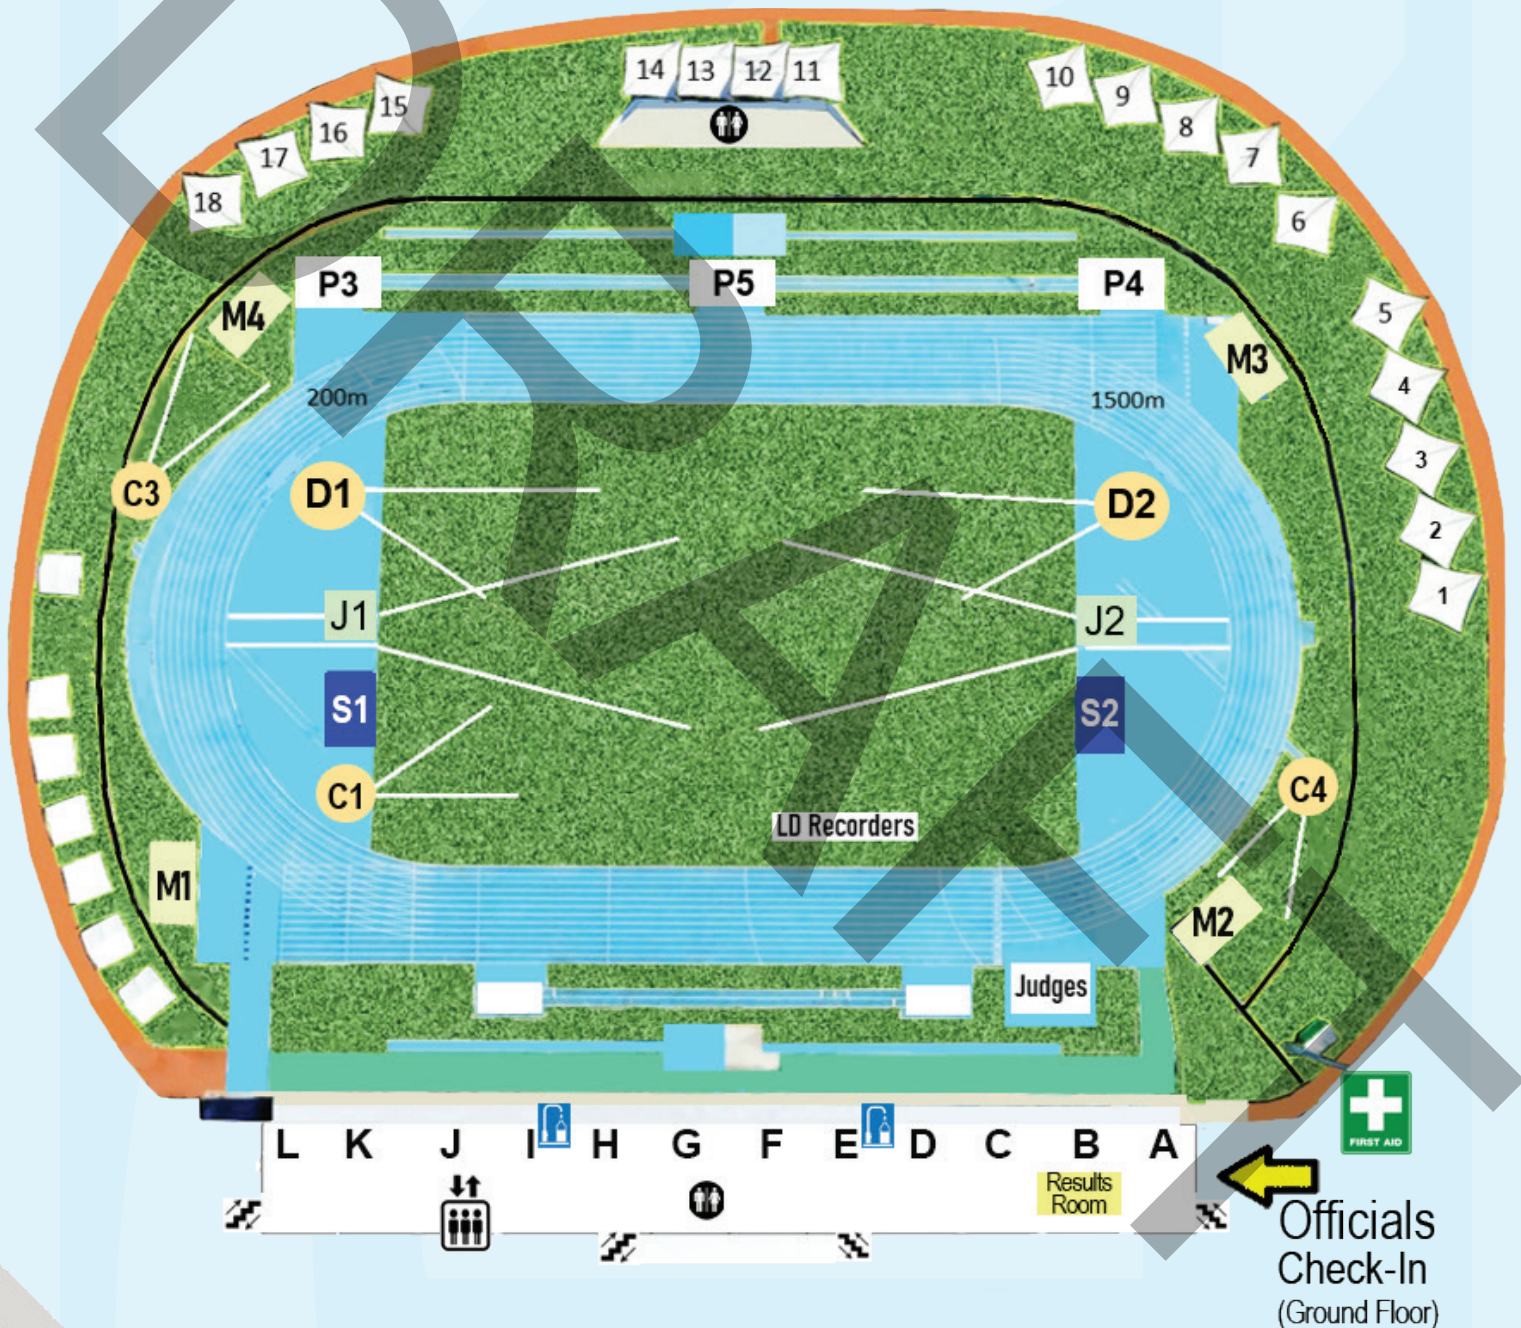 14 13 12 11
10
9
8
7
6
15
16
17
18
5
4
3
2
1
P3 P5 P4
M4
M3
200m
1500m
C3
D1
D2
J1
J2
S1
S2
C1
C4
LD Recorders
M1
M2
Judges
FIRST AID
L K J I H G F E D C B A
Results
Room
Officials
Check-In
(Ground Floor)
DRAFT